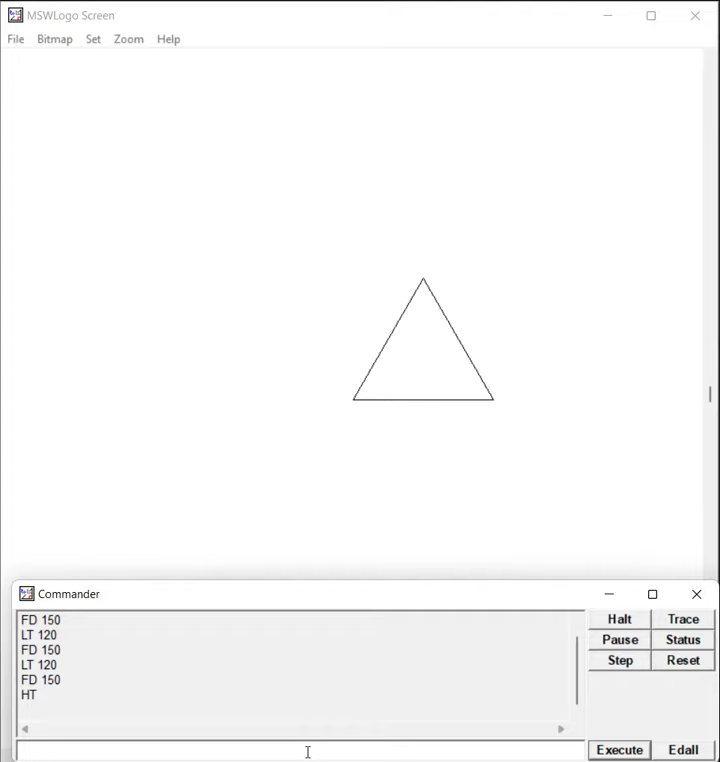 MSWLogo Screen
File Bitmap Set Zoom Help
Commander
FD 150
LT 120
FD 150
LT 120
FD 150
HT
Halt Trace
Pause Status
Step Reset
Execute Edall